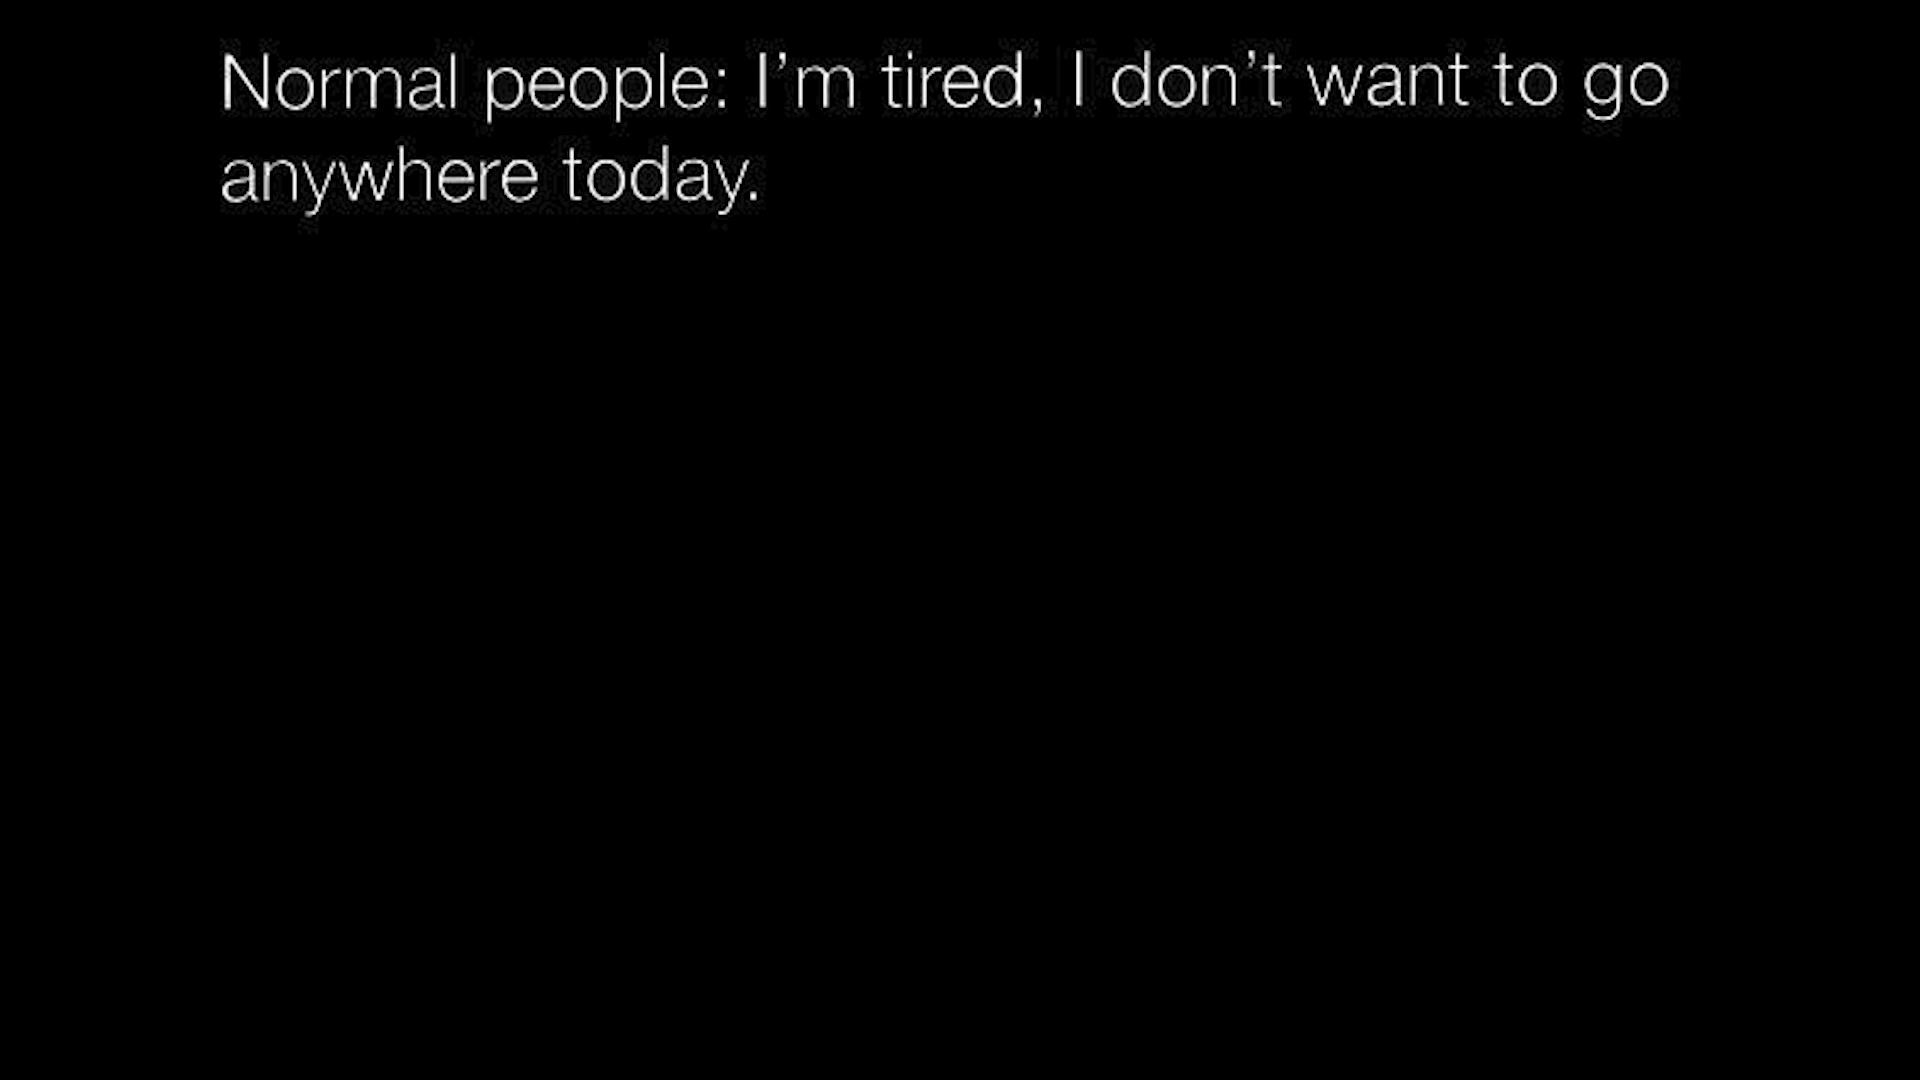 Normal people: I’m tired, I don’t want to go
anywhere today.